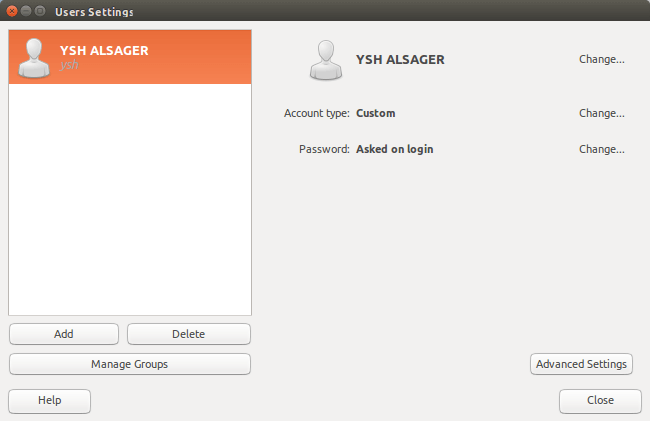 Users Settings
YSH ALSAGER
ysh
YSH ALSAGER Change...
Account type: Custom Change...
Password: Asked on login Change...
Add Delete
Manage Groups
Advanced Settings
Help Close